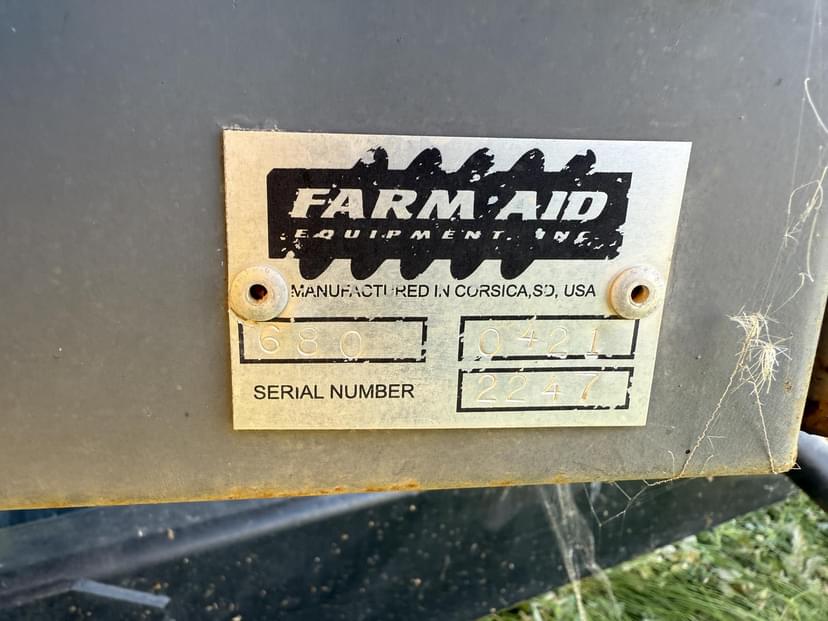 FARM AID
EQUIPMENT, INC.
MANUFACTURED IN CORSICA, SD, USA
680 0421
SERIAL NUMBER 2247